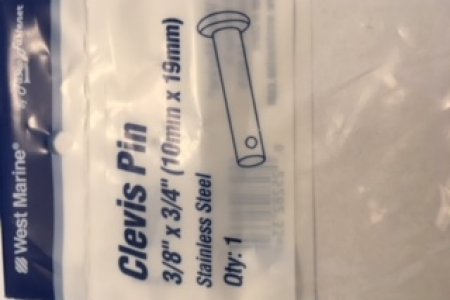 West Marine®
Clevis Pin
3/8" x 3/4" (10mm x 19mm)
Stainless Steel
Qty: 1